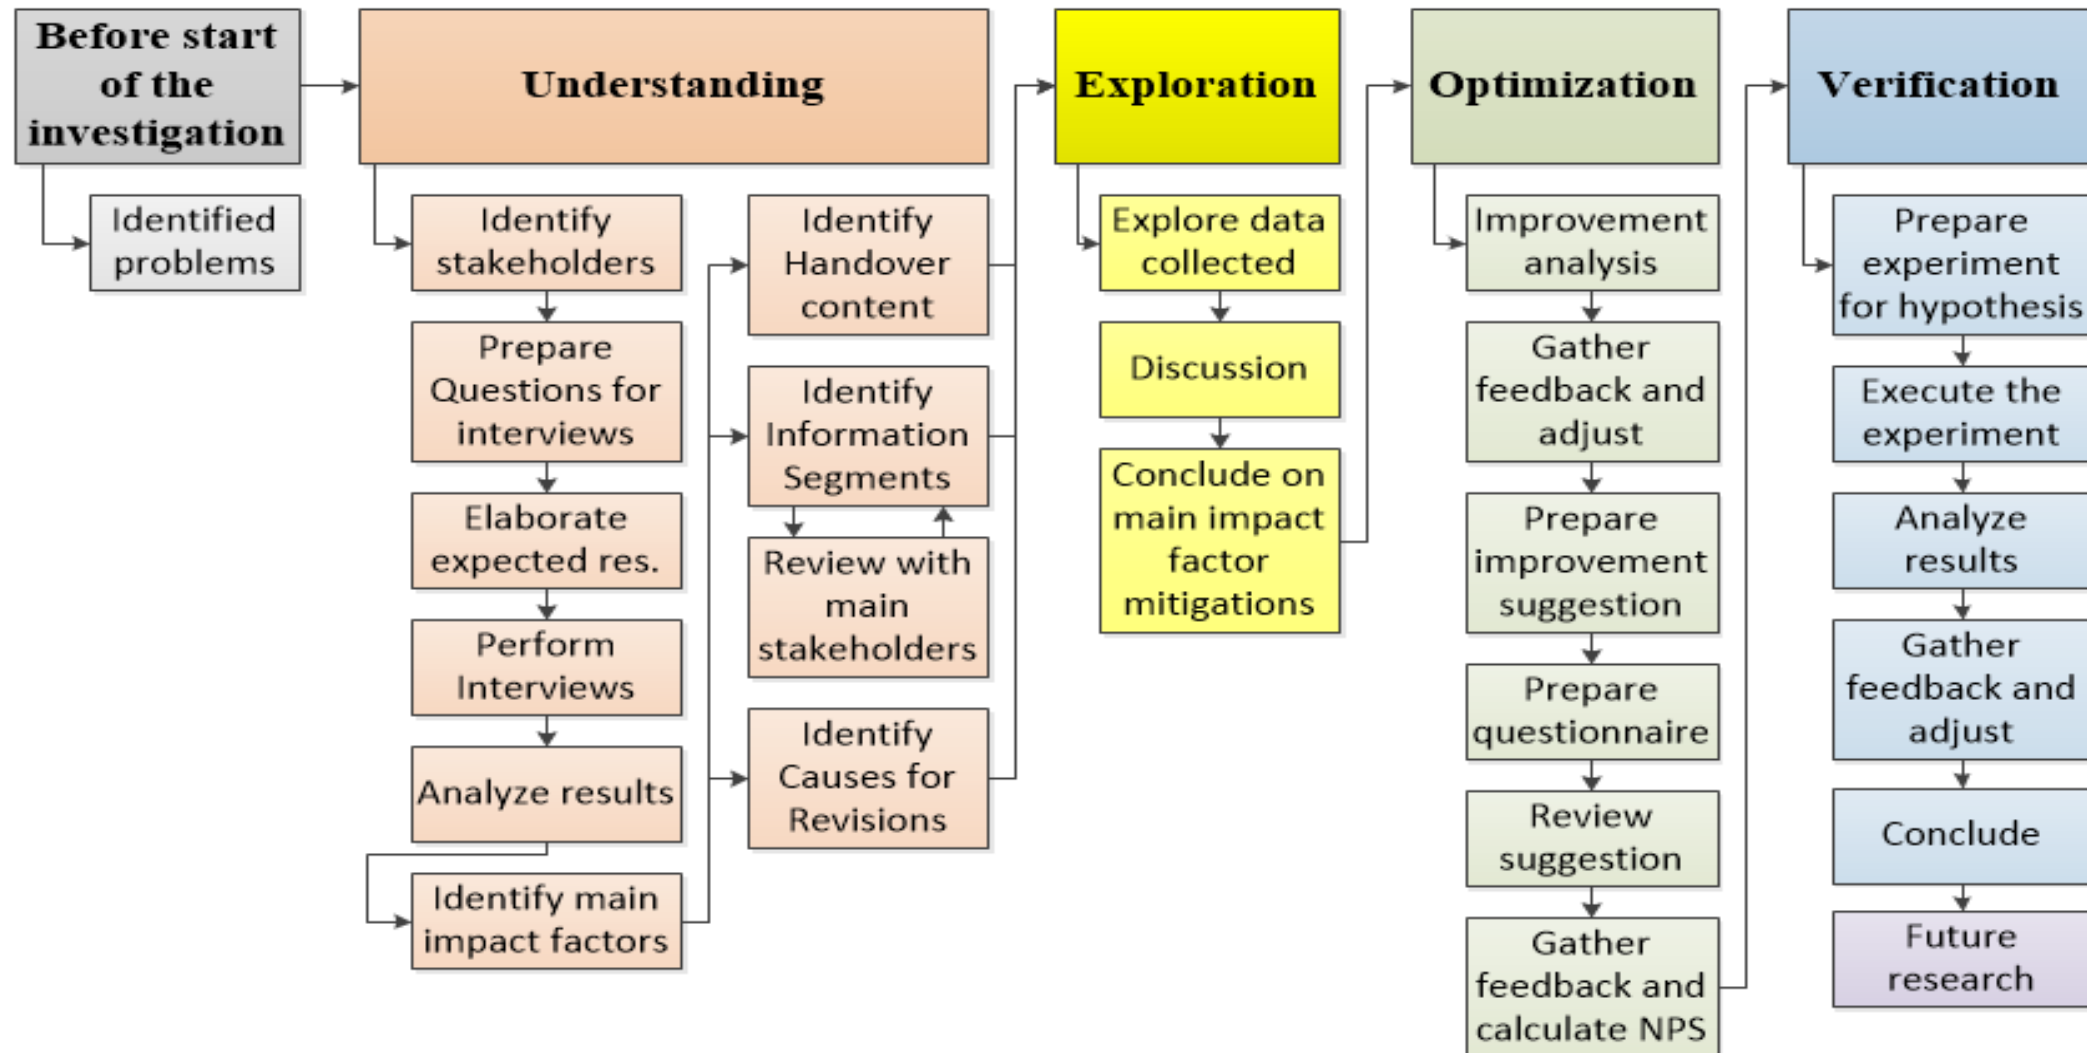 Before start
of the
investigation
Identified
problems
Understanding
Identify
stakeholders
Prepare
Questions for
interviews
Elaborate
expected res.
Perform
Interviews
Analyze results
Identify main
impact factors
Identify
Handover
content
Identify
Information
Segments
Review with
main
stakeholders
Identify
Causes for
Revisions
Exploration
Explore data
collected
Discussion
Conclude on
main impact
factor
mitigations
Optimization
Improvement
analysis
Gather
feedback and
adjust
Prepare
improvement
suggestion
Prepare
questionnaire
Review
suggestion
Gather
feedback and
calculate NPS
Verification
Prepare
experiment
for hypothesis
Execute the
experiment
Analyze
results
Gather
feedback and
adjust
Conclude
Future
research